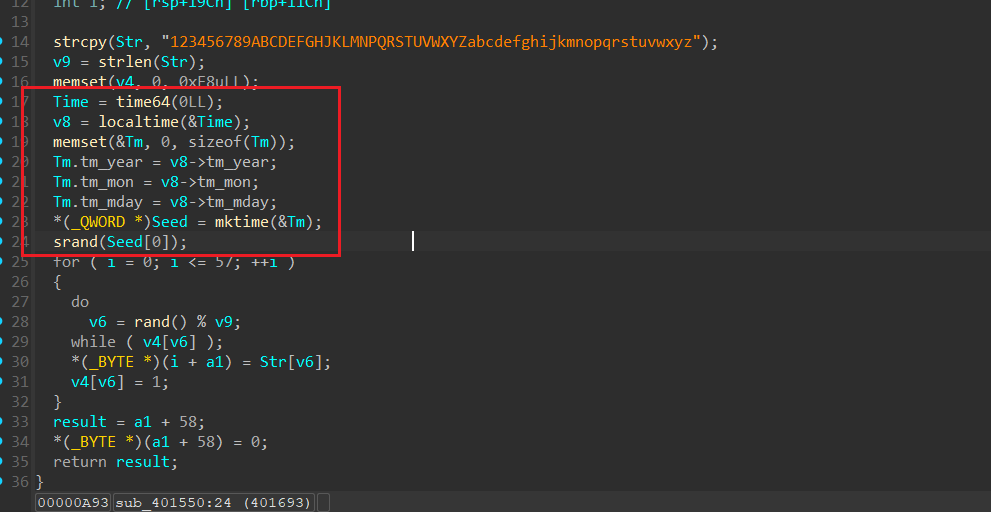 12 int i; // [rsp+19Ch] [rbp+11Ch]
13
14 strcpy(Str, "123456789ABCDEFGHJKLMNPQRSTUVWXYZabcdefghijkmnopqrstuvwxyz");
15 v9 = strlen(Str);
16 memset(v4, 0, 0xE8uLL);
17 Time = time64(0LL);
18 v8 = localtime(&Time);
19 memset(&Tm, 0, sizeof(Tm));
20 Tm.tm_year = v8->tm_year;
21 Tm.tm_mon = v8->tm_mon;
22 Tm.tm_mday = v8->tm_mday;
23 *(_QWORD *)Seed = mktime(&Tm);
24 srand(Seed[0]);
25 for ( i = 0; i <= 57; ++i )
26 {
27 do
28 v6 = rand() % v9;
29 while ( v4[v6] );
30 *(_BYTE *)(i + a1) = Str[v6];
31 v4[v6] = 1;
32 }
33 result = a1 + 58;
34 *(_BYTE *)(a1 + 58) = 0;
35 return result;
36 }
00000A93 sub_401550:24 (401693)